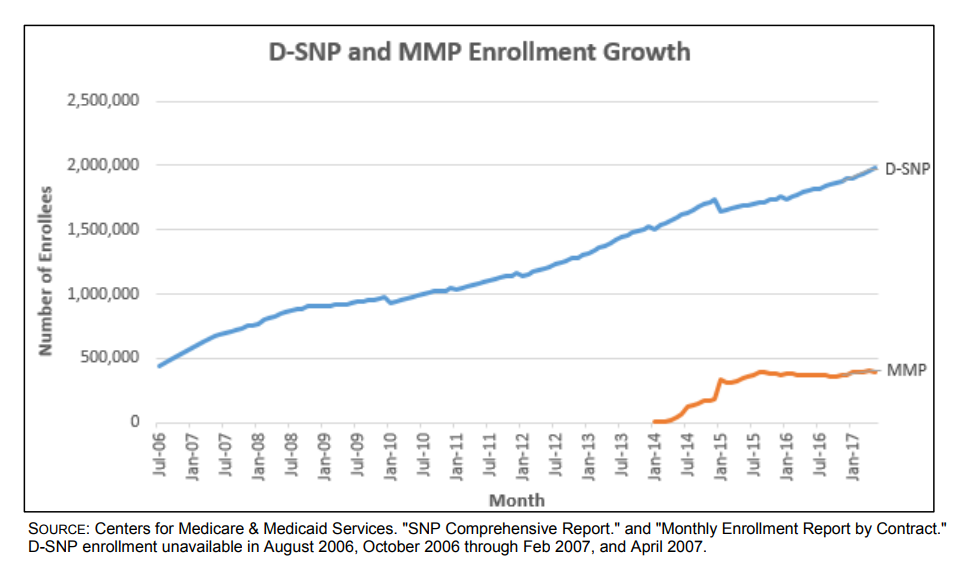 D-SNP and MMP Enrollment Growth
Number of Enrollees
2,500,000
2,000,000
1,500,000
1,000,000
500,000
0
D-SNP
MMP
Jul-06
Jan-07
Jul-07
Jan-08
Jul-08
Jan-09
Jul-09
Jan-10
Jul-10
Jan-11
Jul-11
Jan-12
Jul-12
Jan-13
Jul-13
Jan-14
Jul-14
Jan-15
Jul-15
Jan-16
Jul-16
Jan-17
Month
SOURCE: Centers for Medicare & Medicaid Services. "SNP Comprehensive Report." and "Monthly Enrollment Report by Contract."
D-SNP enrollment unavailable in August 2006, October 2006 through Feb 2007, and April 2007.